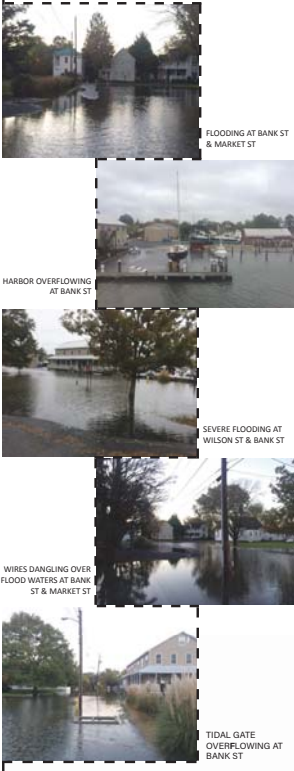 FLOODING AT BANK ST
& MARKET ST
HARBOR OVERFLOWING
AT BANK ST
SEVERE FLOODING AT
WILSON ST & BANK ST
WIRES DANGLING OVER
FLOOD WATERS AT BANK
ST & MARKET ST
TIDAL GATE
OVERFLOWING AT
BANK ST